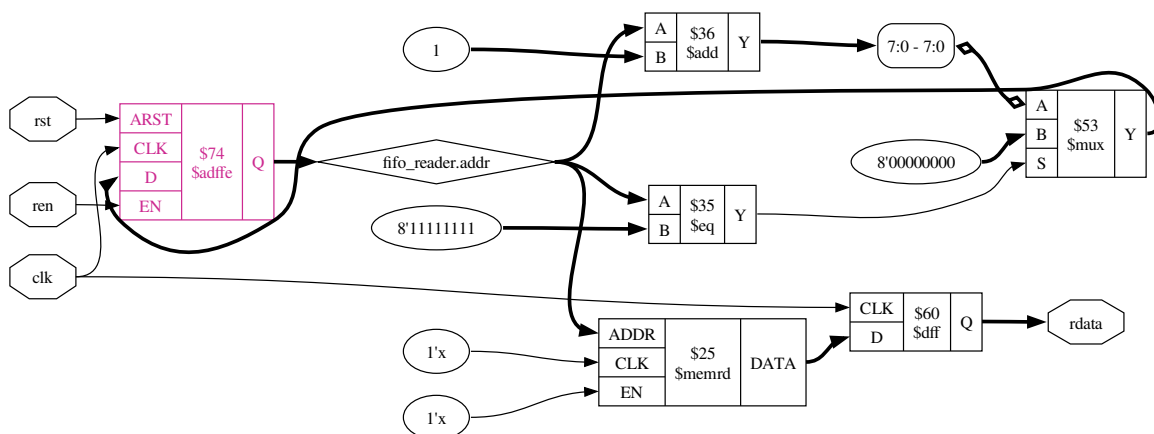 rst
ren
clk
ARST
CLK
D
EN
$74
$adffe
Q
fifo_reader.addr
1
A
B
$36
$add
Y
7:0 - 7:0
8'11111111
A
B
$35
$eq
Y
8'00000000
A
B
S
$53
$mux
Y
1'x
1'x
ADDR
CLK
EN
$25
$memrd
DATA
CLK
D
$60
$dff
Q
rdata